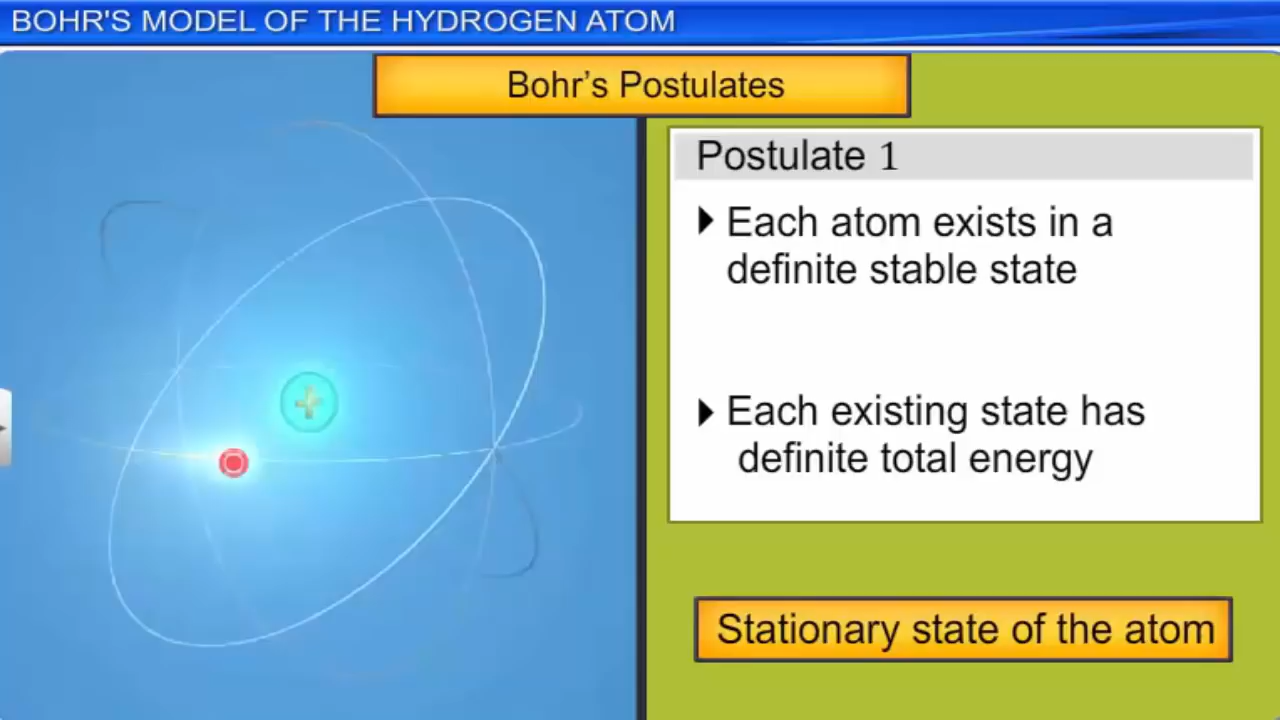 BOHR'S MODEL OF THE HYDROGEN ATOM
Bohr’s Postulates
Postulate 1
Each atom exists in a
definite stable state
Each existing state has
definite total energy
Stationary state of the atom
+